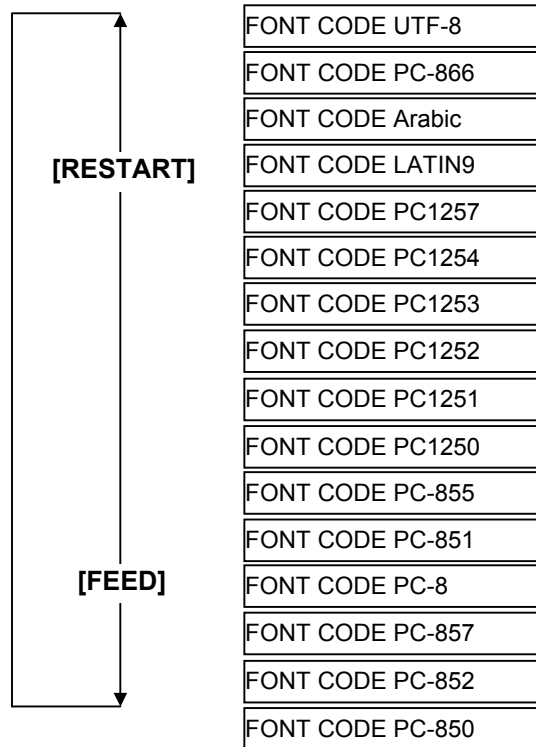 FONT CODE UTF-8
FONT CODE PC-866
FONT CODE Arabic
[RESTART]
FONT CODE LATIN9
FONT CODE PC1257
FONT CODE PC1254
FONT CODE PC1253
FONT CODE PC1252
FONT CODE PC1251
FONT CODE PC1250
FONT CODE PC-855
FONT CODE PC-851
[FEED]
FONT CODE PC-8
FONT CODE PC-857
FONT CODE PC-852
FONT CODE PC-850